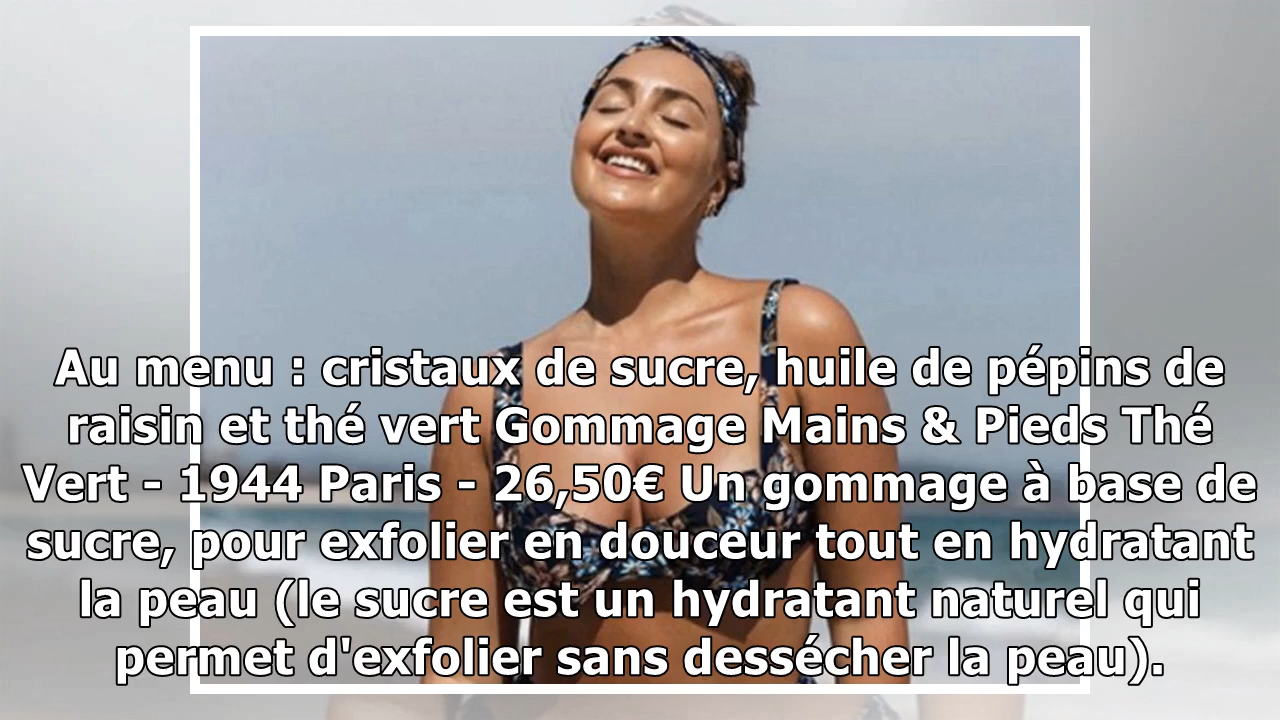 Au menu : cristaux de sucre, huile de pépins de
raisin et thé vert Gommage Mains & Pieds Thé
Vert - 1944 Paris - 26,50€ Un gommage à base de
sucre, pour exfolier en douceur tout en hydratant
la peau (le sucre est un hydratant naturel qui
permet d'exfolier sans dessécher la peau).